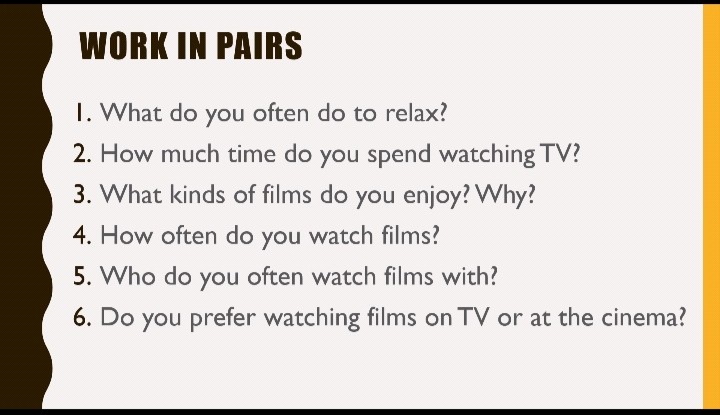 WORK IN PAIRS
1. What do you often do to relax?
2. How much time do you spend watching TV?
3. What kinds of films do you enjoy? Why?
4. How often do you watch films?
5. Who do you often watch films with?
6. Do you prefer watching films on TV or at the cinema?